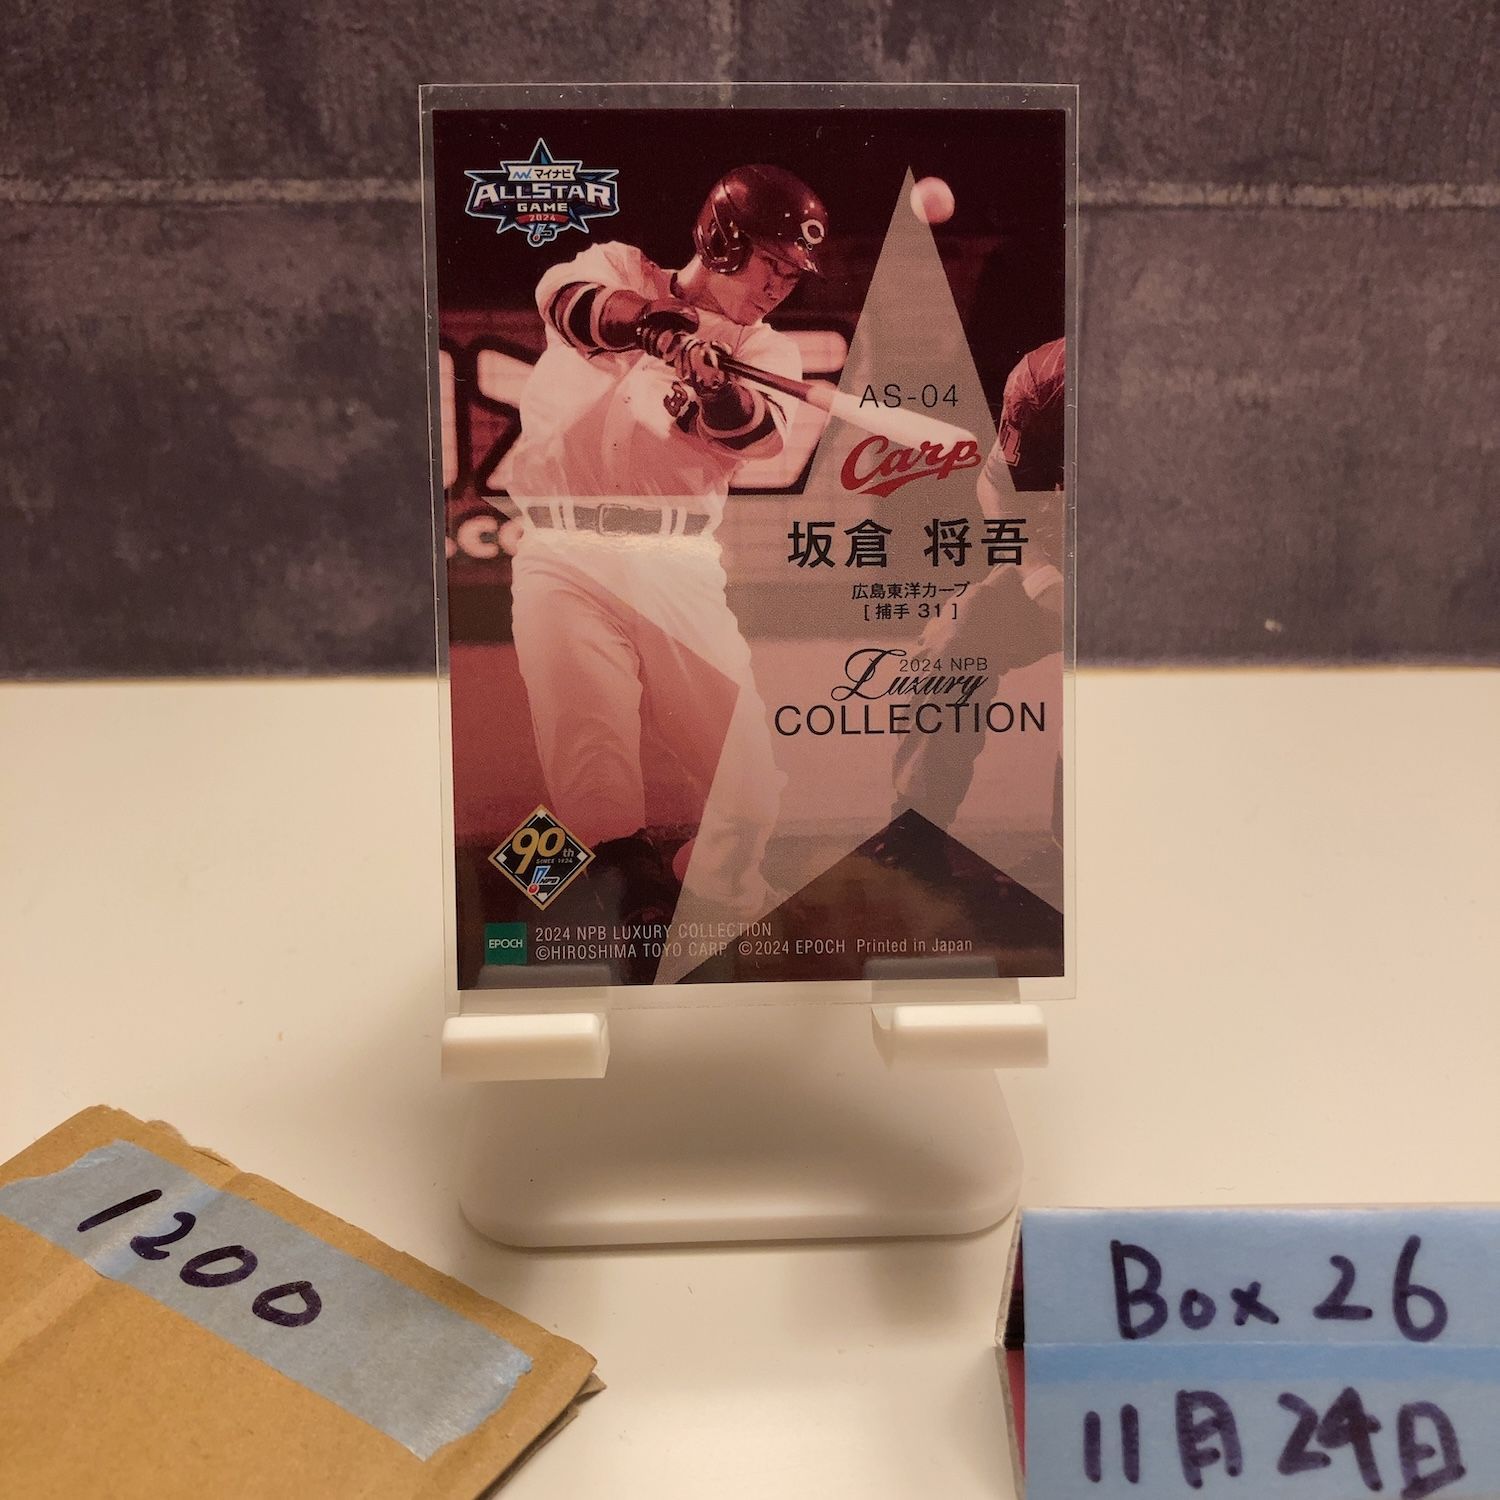 マイナビ
ALLSTAR
GAME
2024
AS-04
Carp
坂倉 将吾
広島東洋カープ
[ 捕手 31 ]
2024 NPB
Luxury
COLLECTION
90th
SINCE 1934
NPB
EPOCH
2024 NPB LUXURY COLLECTION
©HIROSHIMA TOYO CARP ©2024 EPOCH Printed in Japan
1200
Box 26
11月24日